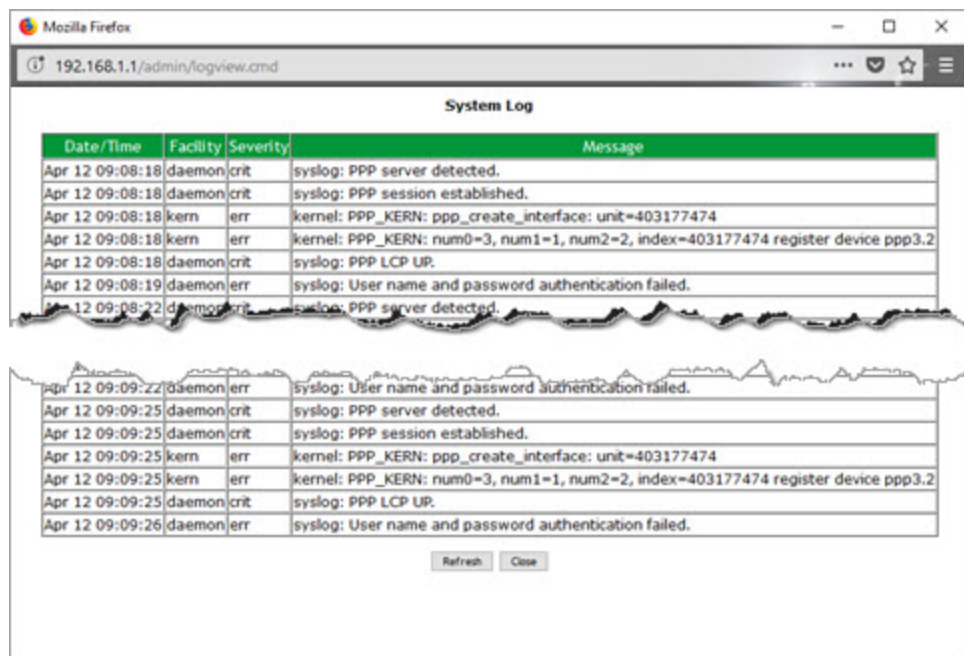 Mozilla Firefox
192.168.1.1/admin/logview.cmd
System Log
Date/Time Facility Severity Message
Apr 12 09:08:18 daemon crit syslog: PPP server detected.
Apr 12 09:08:18 daemon crit syslog: PPP session established.
Apr 12 09:08:18 kern err kernel: PPP_KERN: ppp_create_interface: unit=403177474
Apr 12 09:08:18 kern err kernel: PPP_KERN: num0=3, num1=1, num2=2, index=403177474 register device ppp3.2
Apr 12 09:08:18 daemon crit syslog: PPP LCP UP.
Apr 12 09:08:19 daemon err syslog: User name and password authentication failed.
Apr 12 09:08:22 daemon crit syslog: PPP server detected.
Apr 12 09:09:22 daemon err syslog: User name and password authentication failed.
Apr 12 09:09:25 daemon crit syslog: PPP server detected.
Apr 12 09:09:25 daemon crit syslog: PPP session established.
Apr 12 09:09:25 kern err kernel: PPP_KERN: ppp_create_interface: unit=403177474
Apr 12 09:09:25 kern err kernel: PPP_KERN: num0=3, num1=1, num2=2, index=403177474 register device ppp3.2
Apr 12 09:09:25 daemon crit syslog: PPP LCP UP.
Apr 12 09:09:26 daemon err syslog: User name and password authentication failed.
Refresh Close